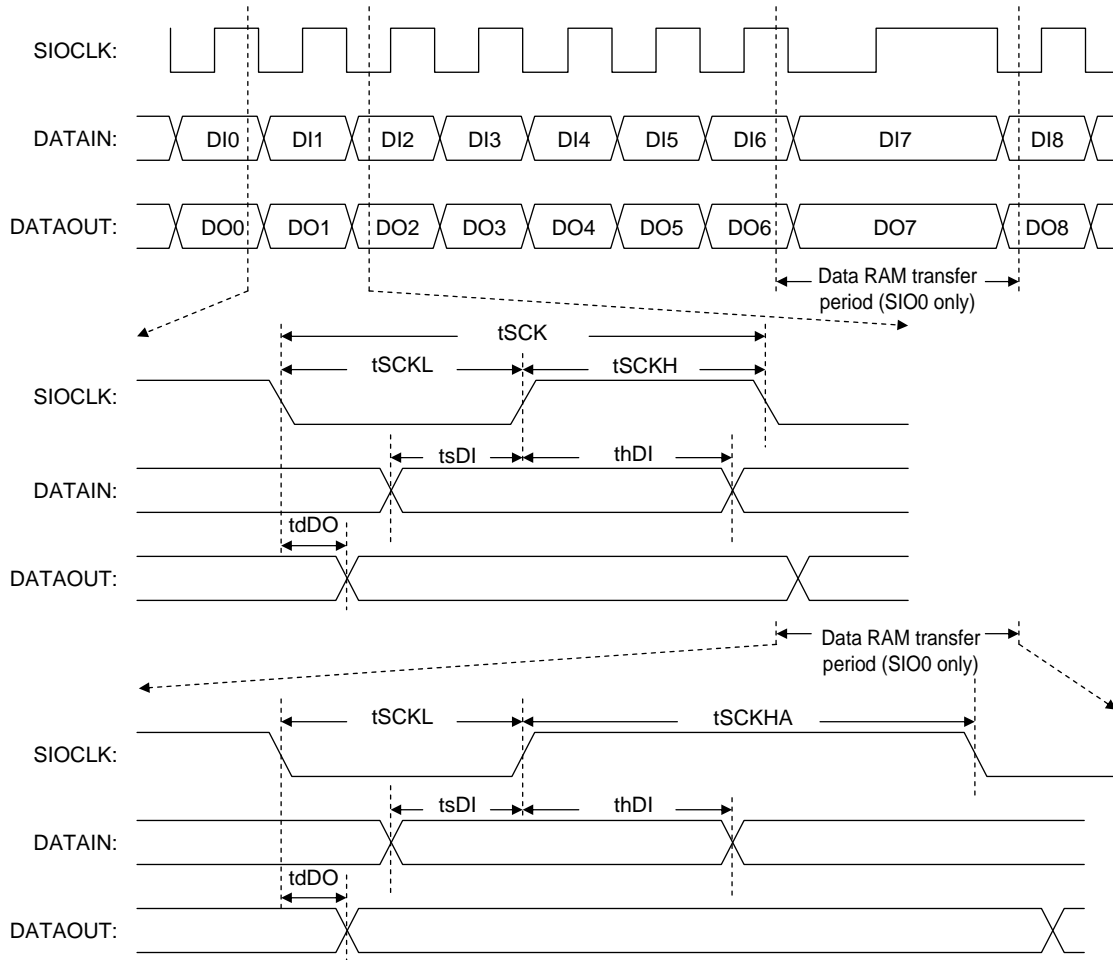 SIOCLK:
DATAIN: DI0 DI1 DI2 DI3 DI4 DI5 DI6 DI7 DI8
DATAOUT: DO0 DO1 DO2 DO3 DO4 DO5 DO6 DO7 DO8
Data RAM transfer
period (SIO0 only)
tSCK
tSCKL tSCKH
SIOCLK:
tsDI thDI
DATAIN:
tdDO
DATAOUT:
Data RAM transfer
period (SIO0 only)
tSCKL tSCKHA
SIOCLK:
tsDI thDI
DATAIN:
tdDO
DATAOUT: